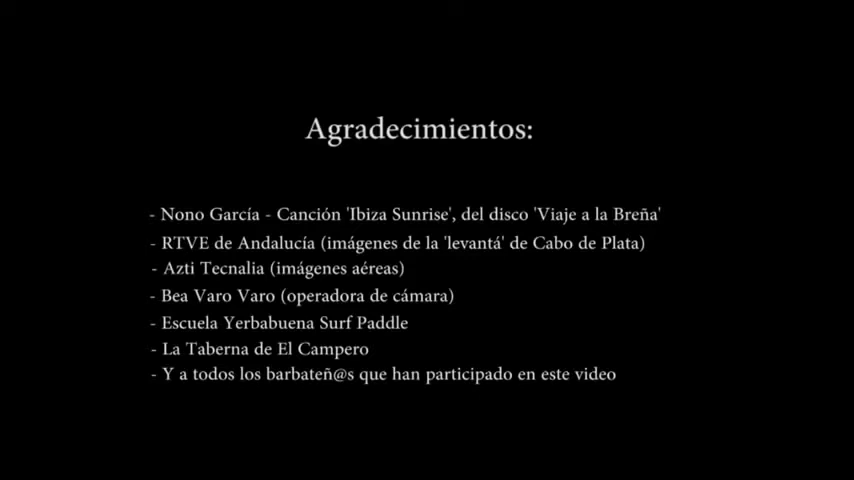 Agradecimientos:
- Nono García - Canción 'Ibiza Sunrise', del disco 'Viaje a la Breña'
- RTVE de Andalucía (imágenes de la 'levantá' de Cabo de Plata)
- Azti Tecnalia (imágenes aéreas)
- Bea Varo Varo (operadora de cámara)
- Escuela Yerbabuena Surf Paddle
- La Taberna de El Campero
- Y a todos los barbateñ@s que han participado en este video